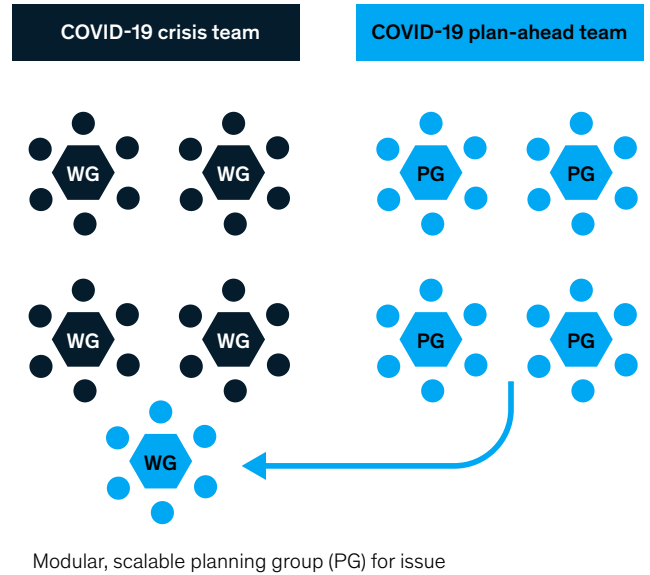 COVID-19 crisis team
COVID-19 plan-ahead team
WG
WG
PG
PG
WG
WG
PG
PG
WG
Modular, scalable planning group (PG) for issue